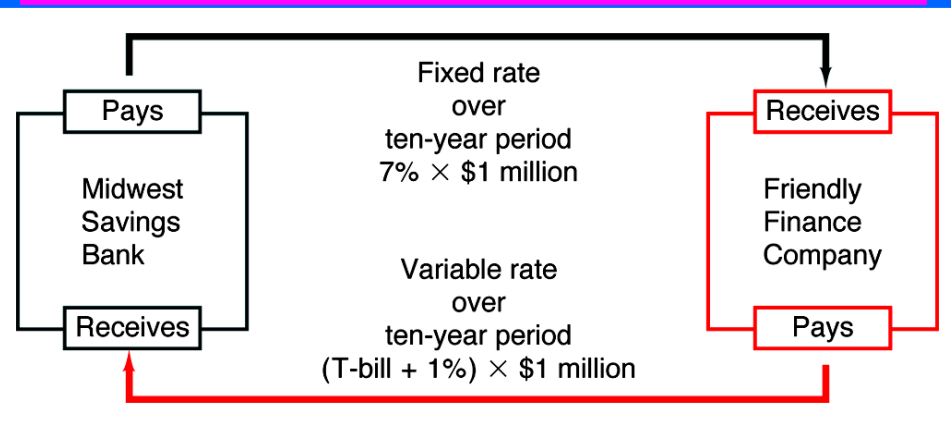 Pays
Midwest
Savings
Bank
Receives
Fixed rate
over
ten-year period
7% × $1 million
Variable rate
over
ten-year period
(T-bill + 1%) × $1 million
Receives
Friendly
Finance
Company
Pays